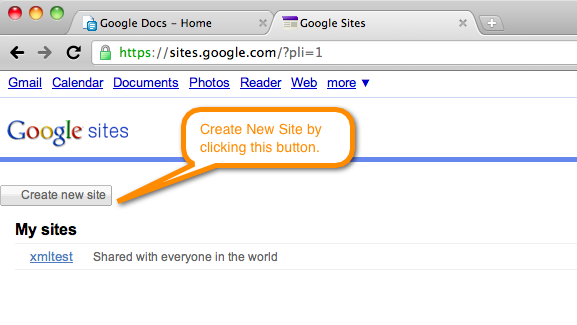 Google Docs - Home
Google Sites
https://sites.google.com/?pli=1
Gmail Calendar Documents Photos Reader Web more ▼
Google sites
Create New Site by
clicking this button.
Create new site
My sites
xmltest Shared with everyone in the world